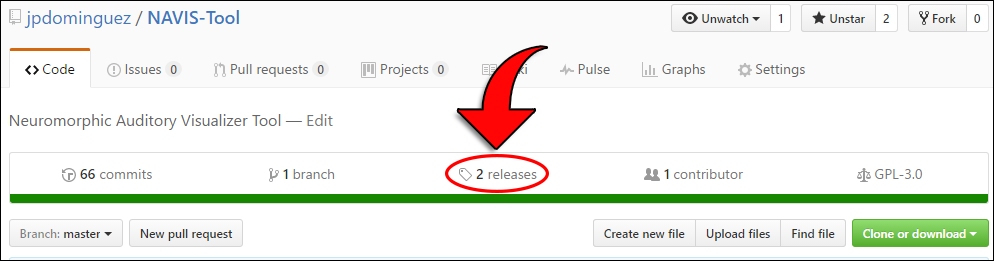 jpdominguez / NAVIS-Tool
Unwatch 1 Unstar 2 Fork 0
Code Issues 0 Pull requests 0 Projects 0 Pulse Graphs Settings
Neuromorphic Auditory Visualizer Tool — Edit
66 commits 1 branch 2 releases 1 contributor GPL-3.0
Branch: master New pull request Create new file Upload files Find file Clone or download